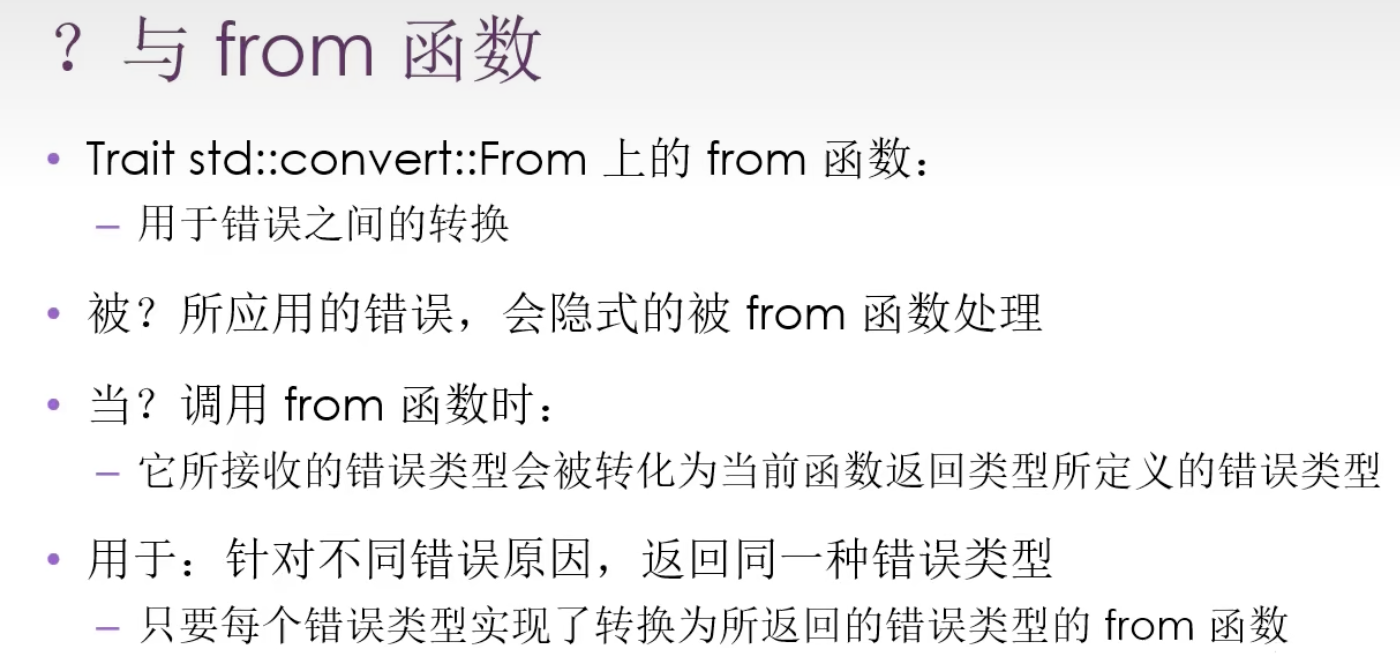 ？与 from 函数
• Trait std::convert::From 上的 from 函数：
– 用于错误之间的转换
• 被？所应用的错误，会隐式的被 from 函数处理
• 当？调用 from 函数时：
– 它所接收的错误类型会被转化为当前函数返回类型所定义的错误类型
• 用于：针对不同错误原因，返回同一种错误类型
– 只要每个错误类型实现了转换为所返回的错误类型的 from 函数